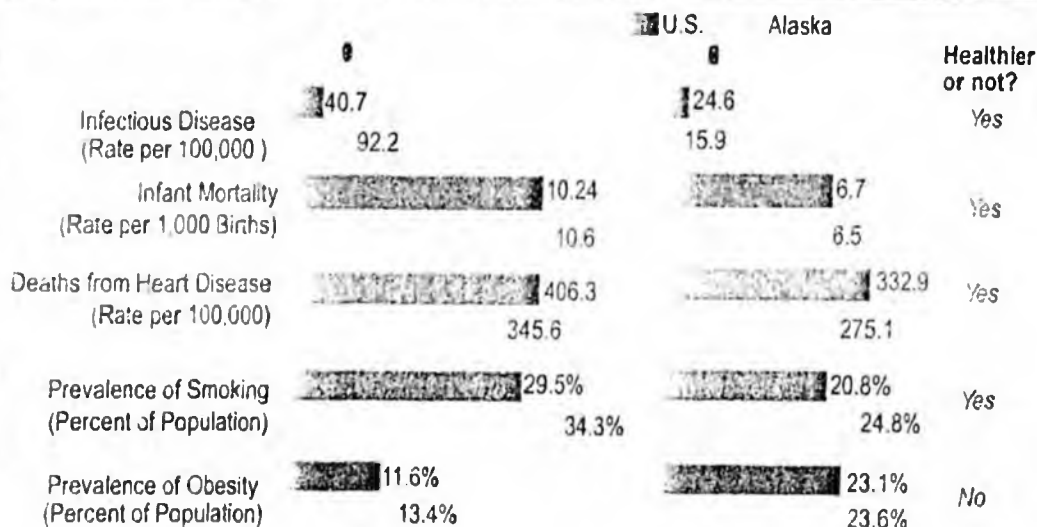 U.S. Alaska
Healthier
or not?
Infectious Disease
(Rate per 100,000 )
40.7
92.2
24.6
15.9
Yes
Infant Mortality
(Rate per 1,000 Births)
10.24
10.6
6.7
6.5
Yes
Deaths from Heart Disease
(Rate per 100,000)
406.3
345.6
332.9
275.1
Yes
Prevalence of Smoking
(Percent of Population)
29.5%
34.3%
20.8%
24.8%
Yes
Prevalence of Obesity
(Percent of Population)
11.6%
13.4%
23.1%
23.6%
No